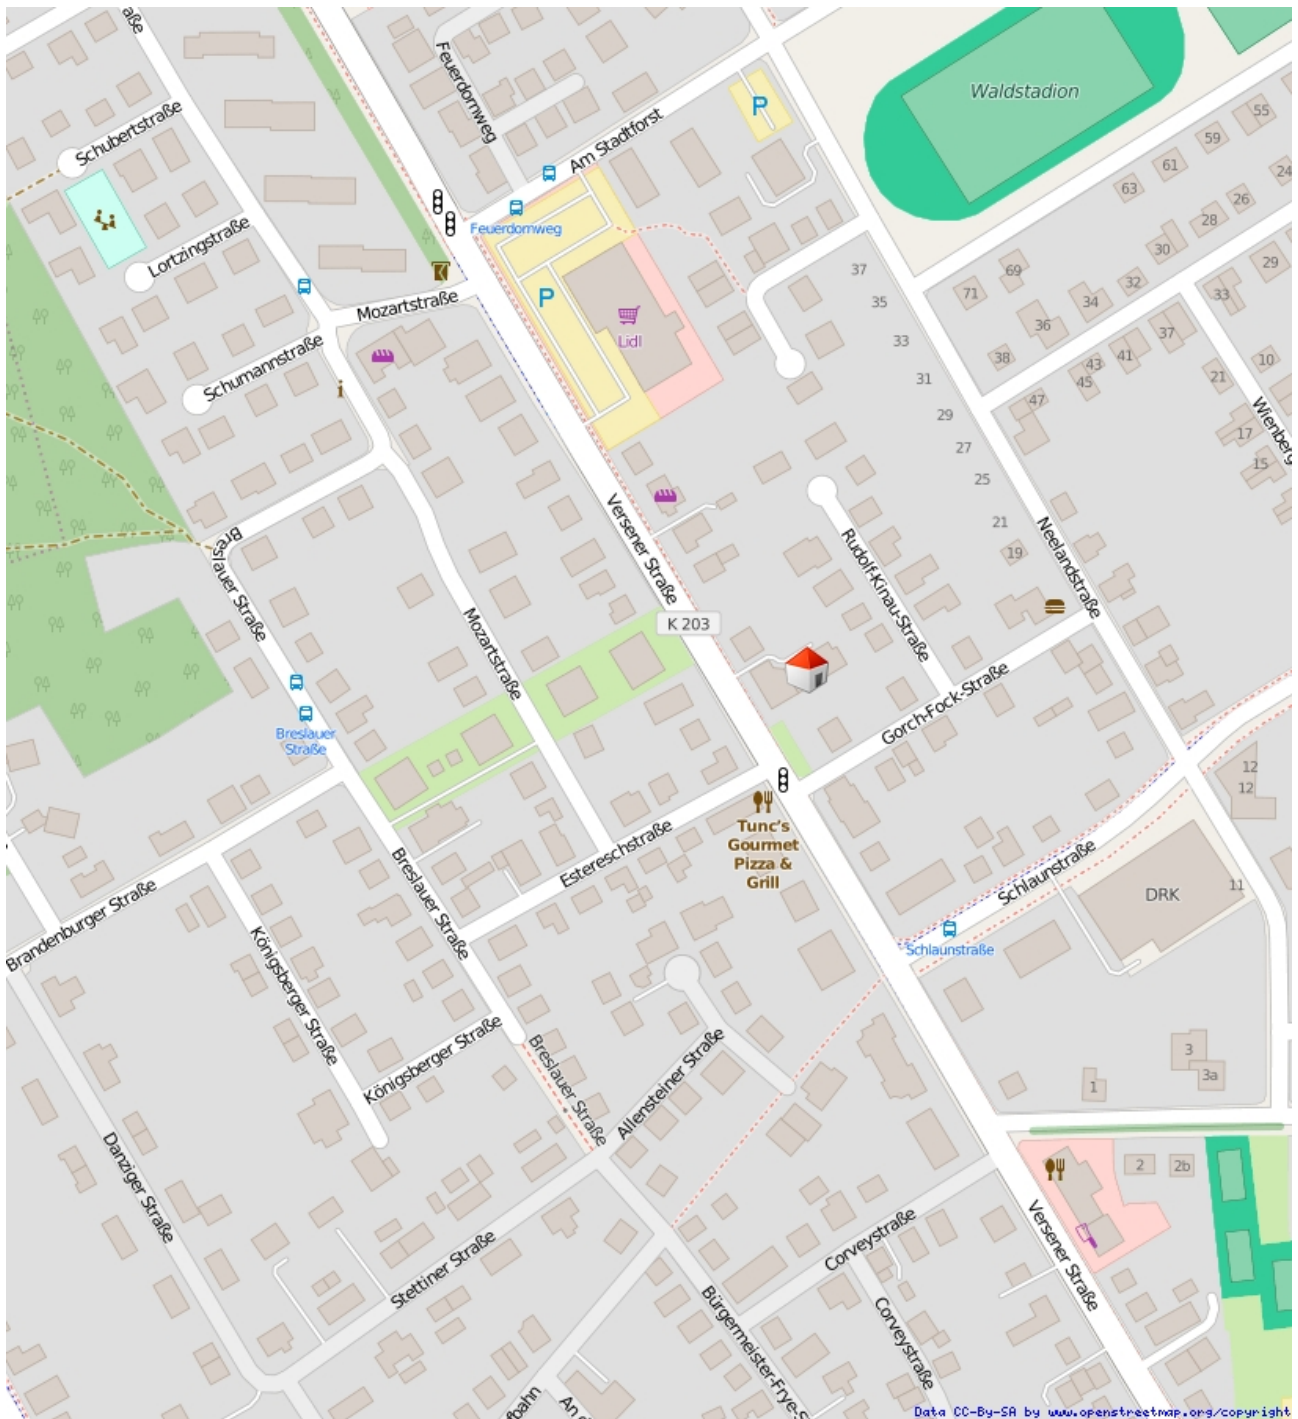 aße
Schubertstraße
Feuerdornweg
Am Stadtforst
P
Waldstadion
55
59
61
63
24
26
28
30
29
Lortzingstraße
Feuerdornweg
Mozartstraße
P
Lidl
Schumannstraße
37
35
33
31
29
27
25
21
19
69
71
32
34
36
33
37
38
41
43
45
47
21
10
17
15
Wienberg
Versener Straße
Neelandstraße
Rudolf-Kinau-Straße
Breslauer Straße
Mozartstraße
K 203
Gorch-Fock-Straße
Breslauer
Straße
Tunc's
Gourmet
Pizza &
Grill
12
12
Estereschstraße
Schlaunstraße
DRK
11
Breslauer Straße
Brandenburger Straße
Schlaunstraße
Königsberger Straße
Königsberger Straße
Breslauer Straße
Allensteiner Straße
3
3a
1
Danziger Straße
2
2b
Versener Straße
Corveystraße
Stettiner Straße
Bürgermeister-Frye-S
Corveystraße
fbahn
An d
Data CC-By-SA by www.openstreetmap.org/copyright